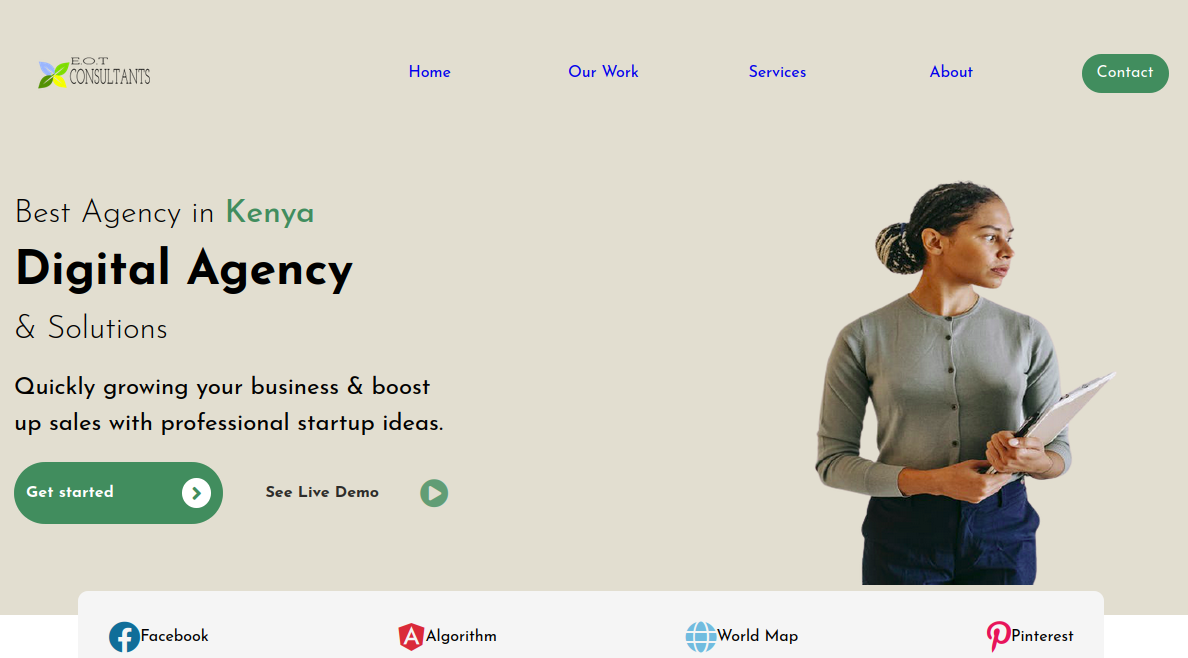 E.O.T
CONSULTANTS
Home
Our Work
Services
About
Contact
Best Agency in Kenya
Digital Agency
& Solutions
Quickly growing your business & boost
up sales with professional startup ideas.
Get started
See Live Demo
Facebook
Algorithm
World Map
Pinterest